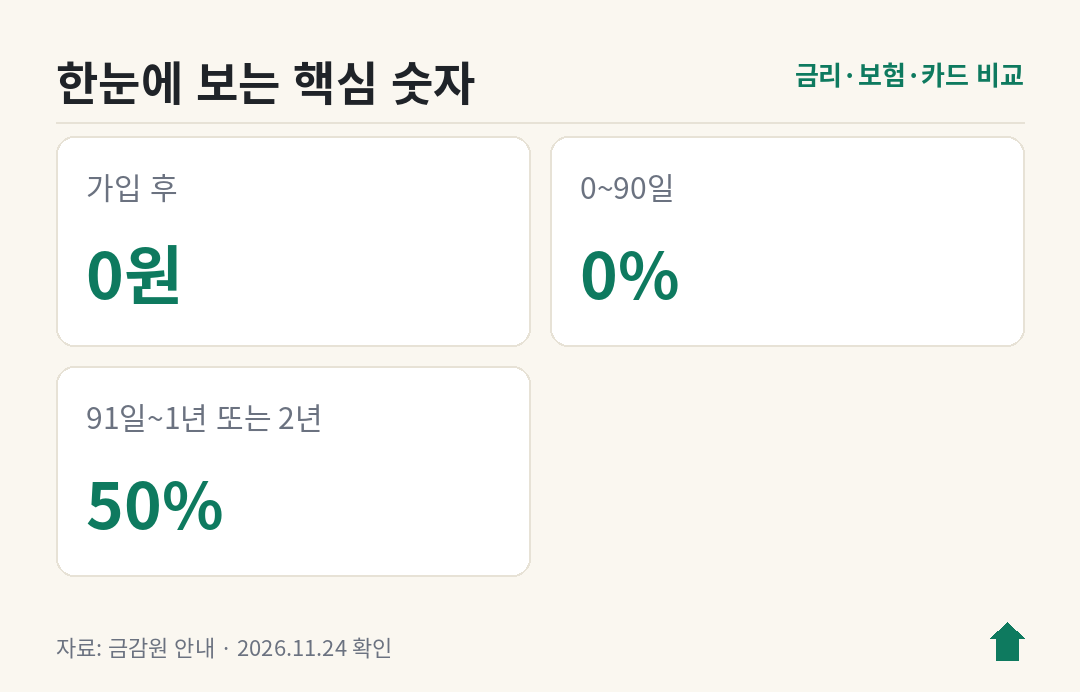 한눈에 보는 핵심 숫자
금리·보험·카드 비교
가입 후
0원
0~90일
0%
91일~1년 또는 2년
50%
자료: 금감원 안내 · 2026.11.24 확인